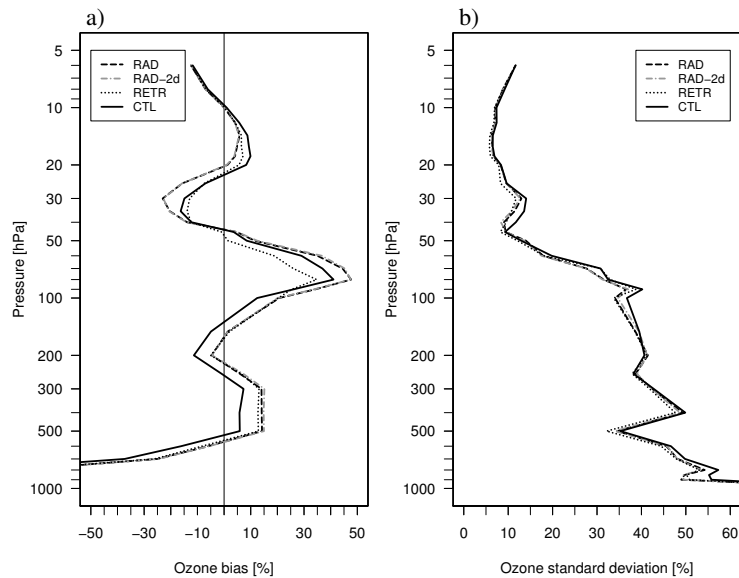 a)
b)
RAD
RAD−2d
RETR
CTL
RAD
RAD−2d
RETR
CTL
Pressure [hPa]
5
10
20
30
50
100
200
300
500
1000
−50
−30
−10
10
30
50
Ozone bias [%]
Pressure [hPa]
5
10
20
30
50
100
200
300
500
1000
0
10
20
30
40
50
60
Ozone standard deviation [%]